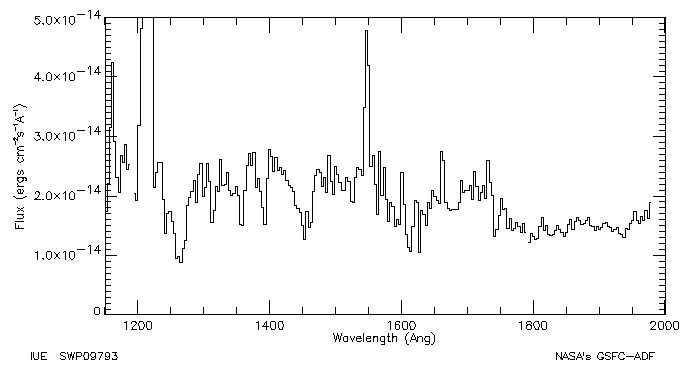 5.0×10⁻¹⁴
4.0×10⁻¹⁴
3.0×10⁻¹⁴
2.0×10⁻¹⁴
1.0×10⁻¹⁴
0
Flux (ergs cm⁻²s⁻¹A⁻¹)
1200 1400 1600 1800 2000
Wavelength (Ang)
IUE SWP09793
NASA's GSFC–ADF